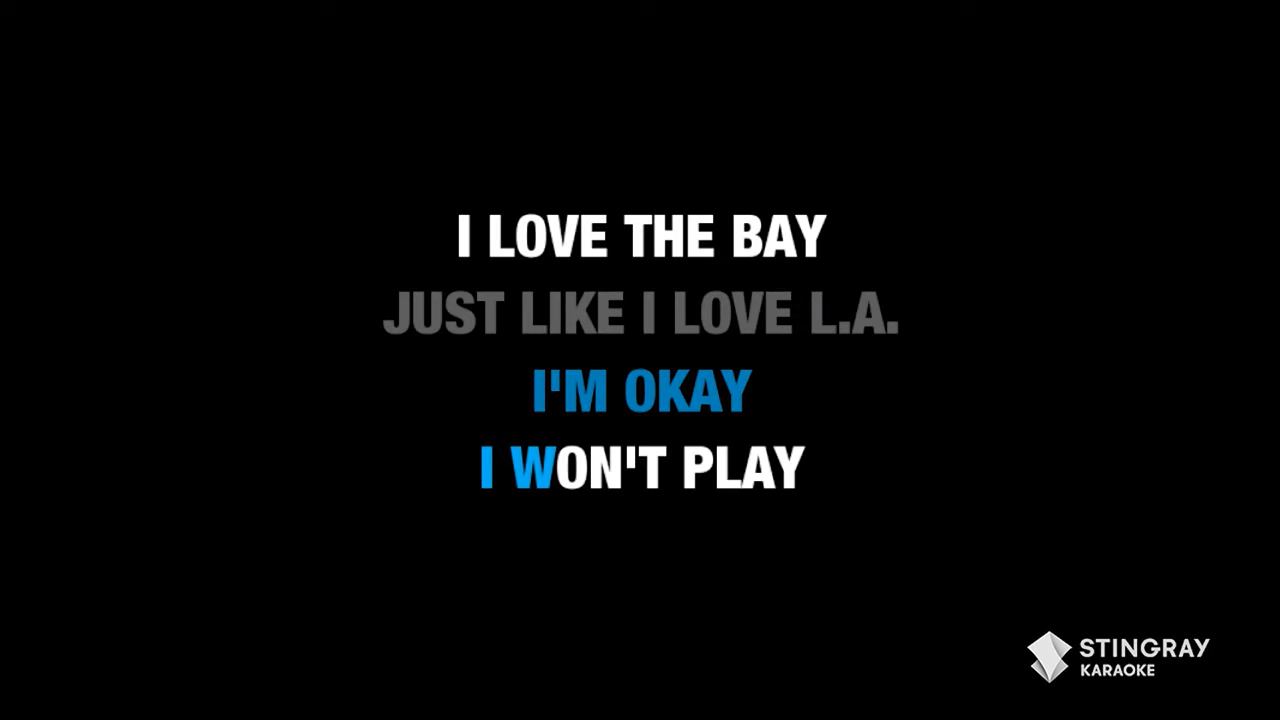 I LOVE THE BAY
JUST LIKE I LOVE L.A.
I'M OKAY
I WON'T PLAY
STINGRAY
KARAOKE